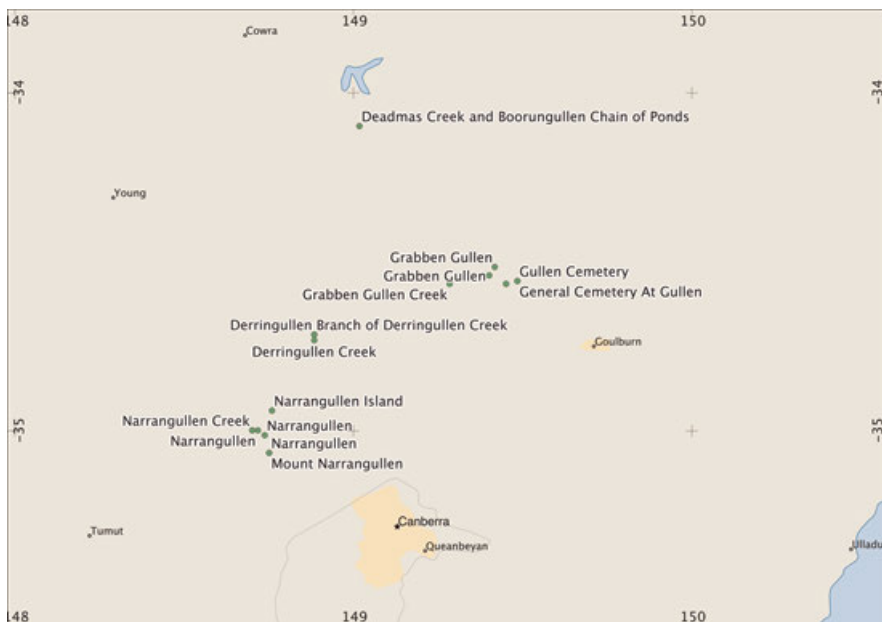 148
149
150
Cowra
-34
-34
Deadmas Creek and Boorungullen Chain of Ponds
Young
Grabben Gullen
Grabben Gullen
Gullen Cemetery
Grabben Gullen Creek
General Cemetery At Gullen
Derringullen Branch of Derringullen Creek
Goulburn
Derringullen Creek
Narrangullen Island
Narrangullen Creek
Narrangullen
-35
-35
Narrangullen
Narrangullen
Mount Narrangullen
Canberra
Tumut
Queanbeyan
Ulladu
148
149
150